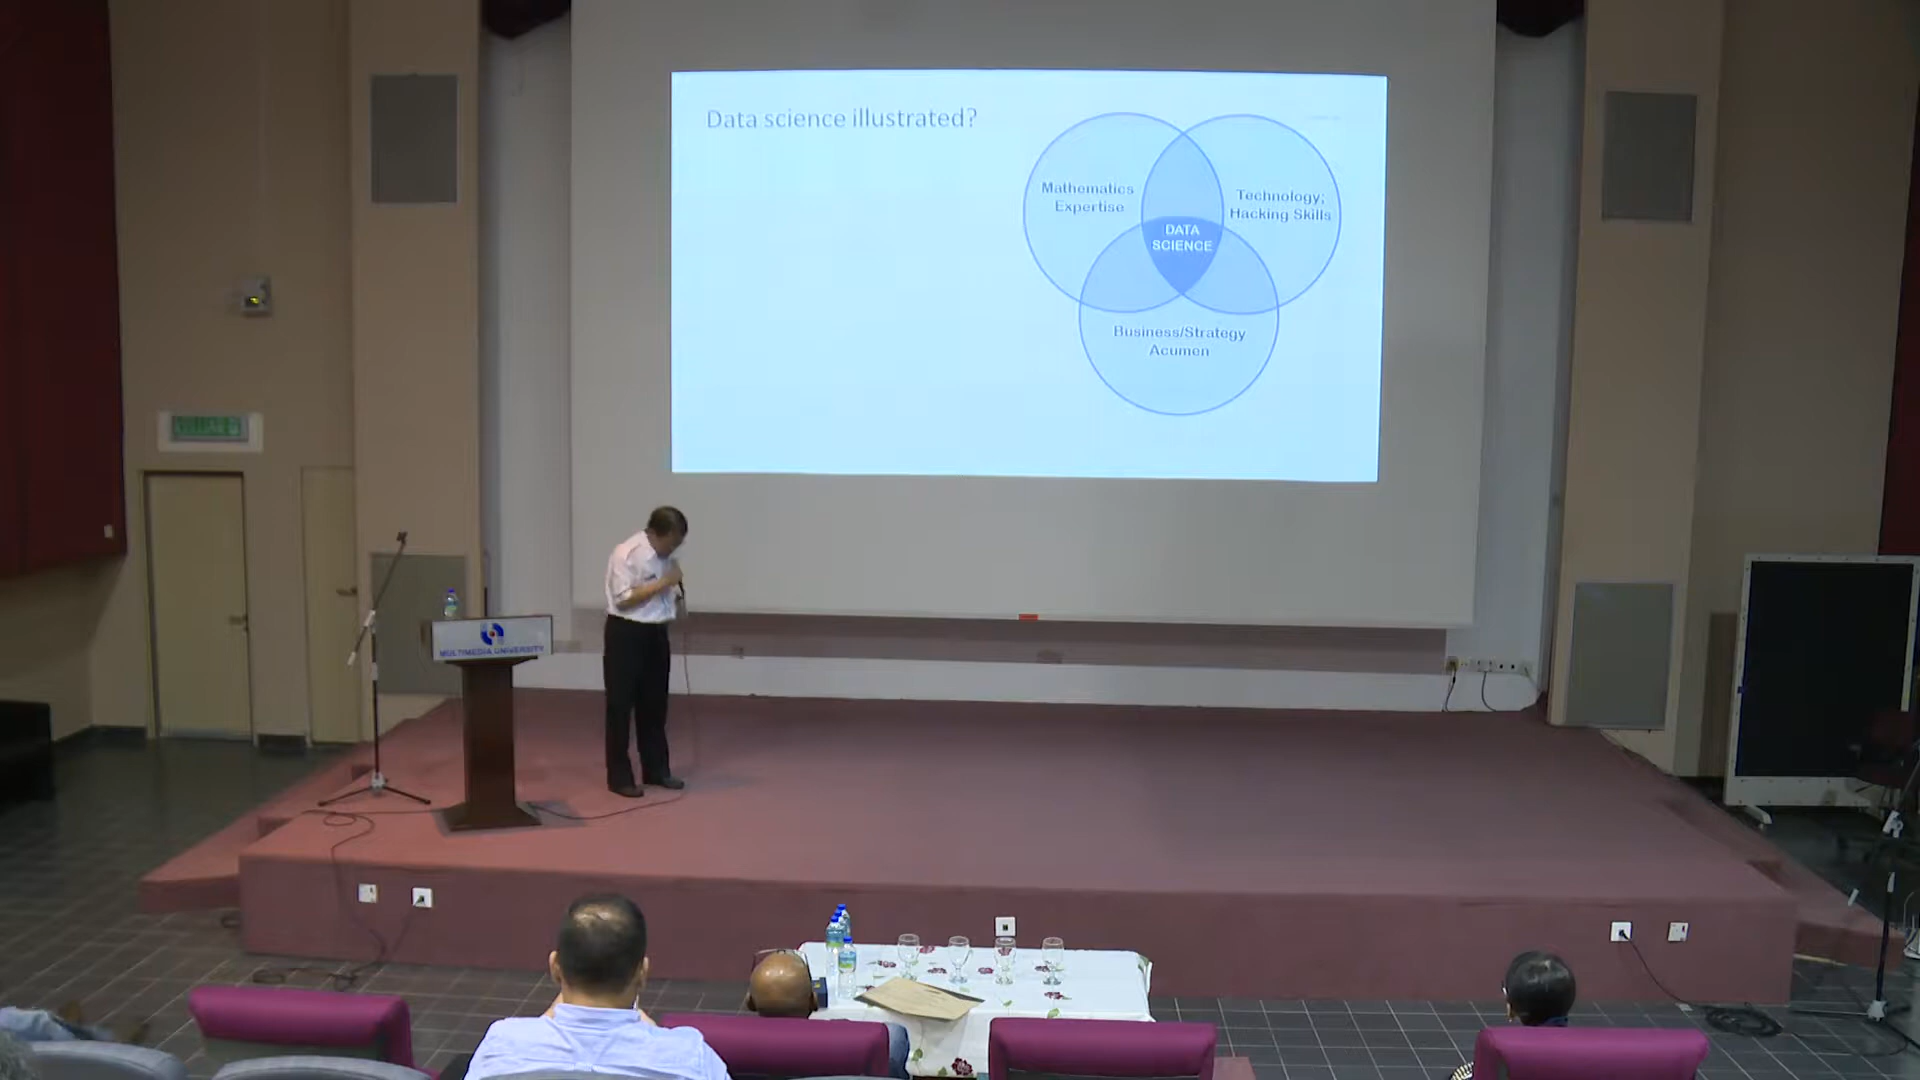 Data science illustrated?
Mathematics
Expertise
Technology;
Hacking Skills
DATA
SCIENCE
Business/Strategy
Acumen
MULTIMEDIA UNIVERSITY